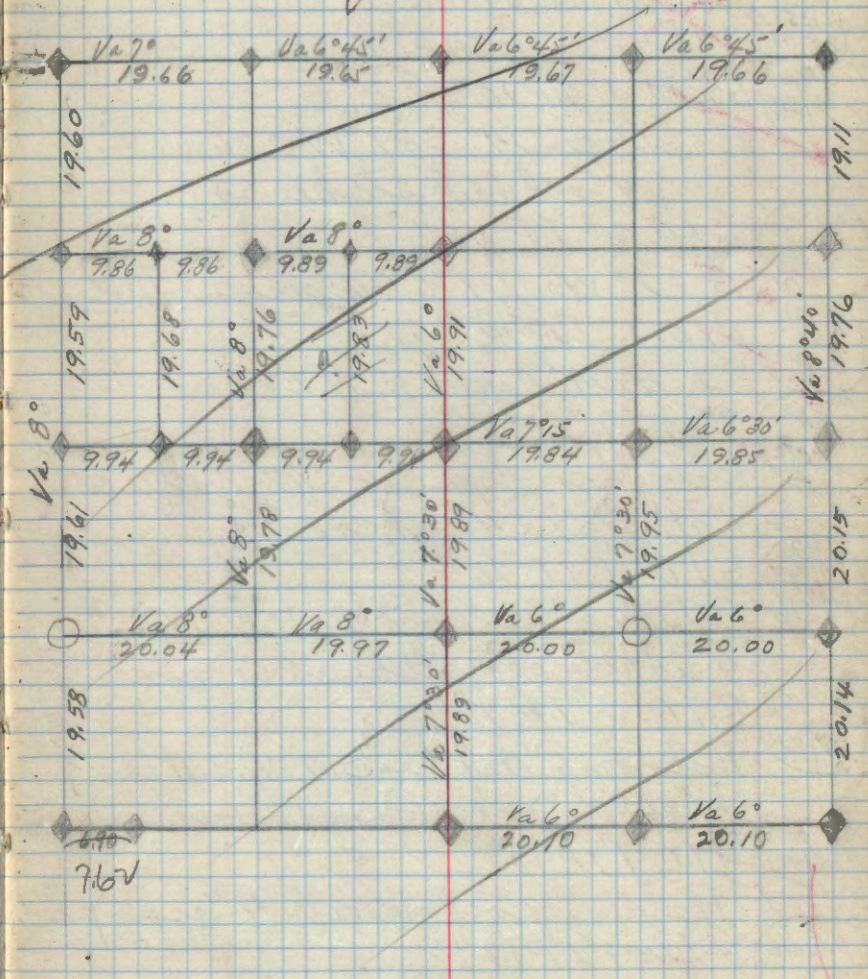 Va 7° Va 6°45' Va 6°45' Va 6°45'
19.66 19.65 19.67 19.66
19.60 19.11
Va 8° Va 8°
9.86 9.86 9.89 9.89
19.59 19.68 Va 8° 19.76 19.83 Va 6° 19.91 Va 8°40' 19.76
Va 7°15 Va 6°30'
9.94 9.94 9.94 9.94 19.84 19.85
Va 8°
19.61 Va 8° 19.78 Va 7°30' 19.89 Va 7°30' 19.95 20.15
Va 8° Va 8° Va 6° Va 6°
20.04 19.97 20.00 20.00
19.58 Va 7°30' 19.89 20.14
Va 6° Va 6°
6.90 20.10 20.10